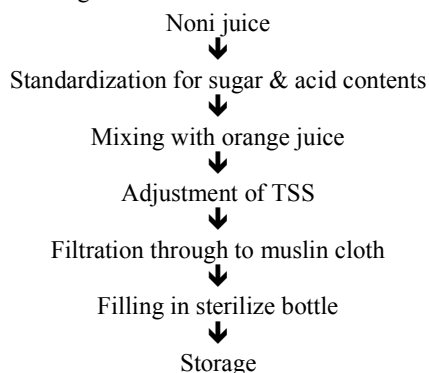 Noni juice
Standardization for sugar & acid contents
Mixing with orange juice
Adjustment of TSS
Filtration through to muslin cloth
Filling in sterilize bottle
Storage